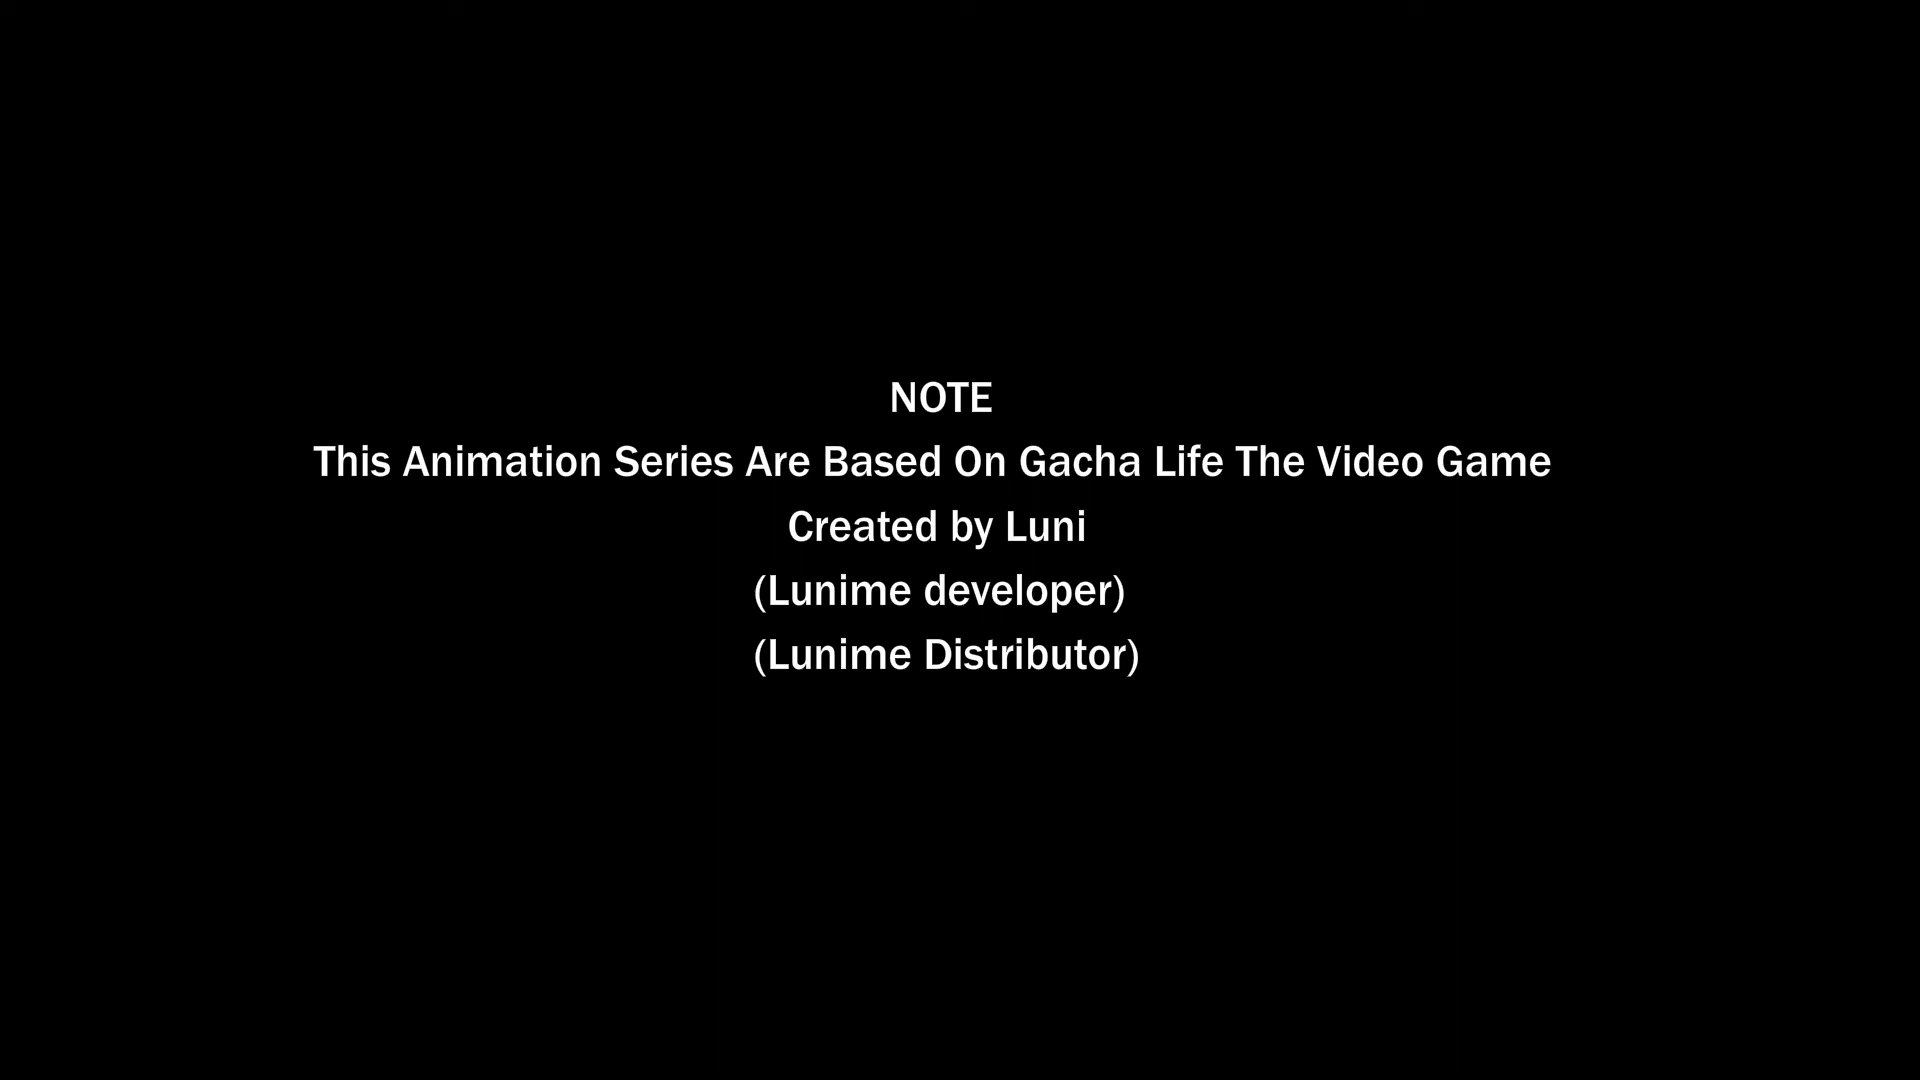 NOTE
This Animation Series Are Based On Gacha Life The Video Game
Created by Luni
(Lunime developer)
(Lunime Distributor)